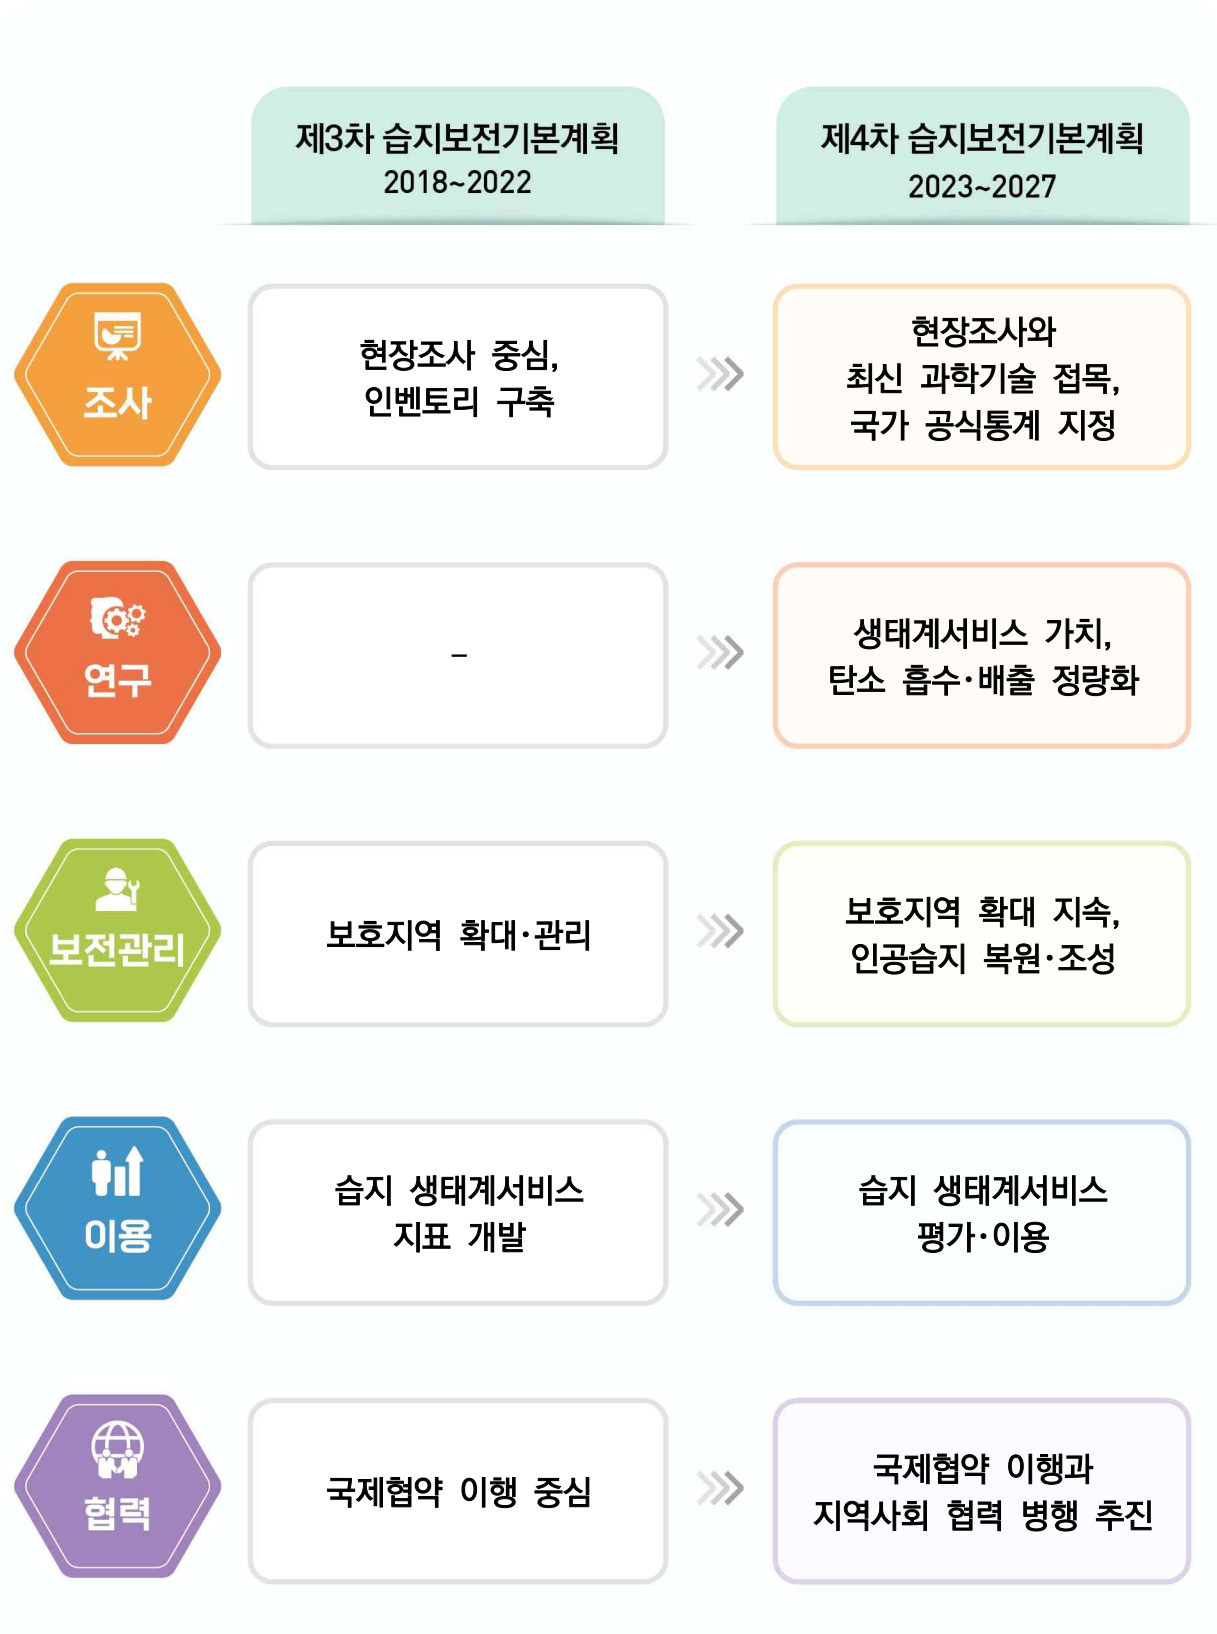 제3차 습지보전기본계획
2018~2022
제4차 습지보전기본계획
2023~2027
조사
현장조사 중심,
인벤토리 구축
현장조사와
최신 과학기술 접목,
국가 공식통계 지정
연구
–
생태계서비스 가치,
탄소 흡수·배출 정량화
보전관리
보호지역 확대·관리
보호지역 확대 지속,
인공습지 복원·조성
이용
습지 생태계서비스
지표 개발
습지 생태계서비스
평가·이용
협력
국제협약 이행 중심
국제협약 이행과
지역사회 협력 병행 추진